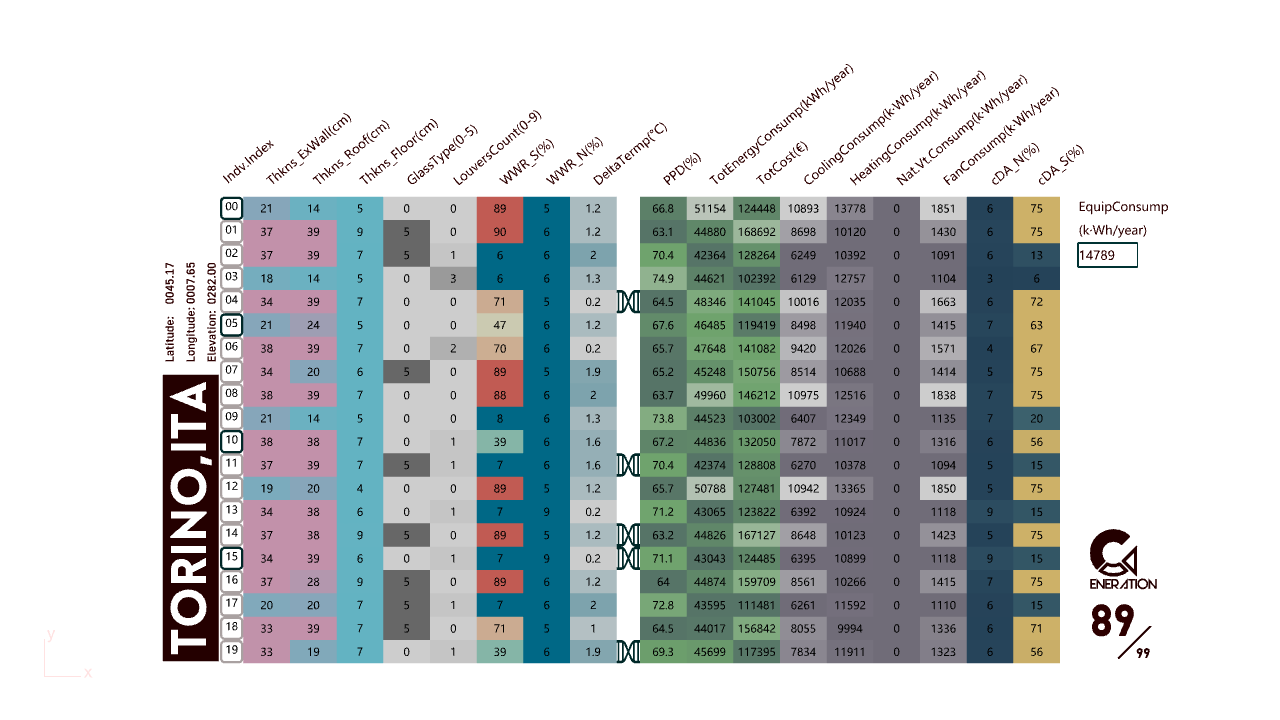 Indv.Index Thkns_ExWall(cm) Thkns_Roof(cm) Thkns_Floor(cm) GlassType(0-5) LouversCount(0-9) WWR_S(%) WWR_N(%) DeltaTermp(°C) PPD(%) TotEnergyConsump(kWh/year) TotCost(€) CoolingConsump(k·Wh/year) HeatingConsump(k·Wh/year) Nat.Vt.Consump(k·Wh/year) FanConsump(k·Wh/year) cDA_N(%) cDA_S(%)
00 21 14 5 0 0 89 5 1.2 66.8 51154 124448 10893 13778 0 1851 6 75
01 37 39 9 5 0 90 6 1.2 63.1 44880 168692 8698 10120 0 1430 6 75
02 37 39 7 5 1 6 6 2 70.4 42364 128264 6249 10392 0 1091 6 13
03 18 14 5 0 3 6 6 1.3 74.9 44621 102392 6129 12757 0 1104 3 6
04 34 39 7 0 0 71 5 0.2 64.5 48346 141045 10016 12035 0 1663 6 72
05 21 24 5 0 0 47 6 1.2 67.6 46485 119419 8498 11940 0 1415 7 63
06 38 39 7 0 2 70 6 0.2 65.7 47648 141082 9420 12026 0 1571 4 67
07 34 20 6 5 0 89 5 1.9 65.2 45248 150756 8514 10688 0 1414 5 75
08 38 39 7 0 0 88 6 2 63.7 49960 146212 10975 12516 0 1838 7 75
09 21 14 5 0 0 8 6 1.3 73.8 44523 103002 6407 12349 0 1135 7 20
10 38 38 7 0 1 39 6 1.6 67.2 44836 132050 7872 11017 0 1316 6 56
11 37 39 7 5 1 7 6 1.6 70.4 42374 128808 6270 10378 0 1094 5 15
12 19 20 4 0 0 89 5 1.2 65.7 50788 127481 10942 13365 0 1850 5 75
13 34 38 6 0 1 7 9 0.2 71.2 43065 123822 6392 10924 0 1118 9 15
14 37 38 9 5 0 89 5 1.2 63.2 44826 167127 8648 10123 0 1423 5 75
15 34 39 6 0 1 7 9 0.2 71.1 43043 124485 6395 10899 0 1118 9 15
16 37 28 9 5 0 89 6 1.2 64 44874 159709 8561 10266 0 1415 7 75
17 20 20 7 5 1 7 6 2 72.8 43595 111481 6261 11592 0 1110 6 15
18 33 39 7 5 0 71 5 1 64.5 44017 156842 8055 9994 0 1336 6 71
19 33 19 7 0 1 39 6 1.9 69.3 45699 117395 7834 11911 0 1323 6 56
Latitude: 0045.17
Longitude: 0007.65
Elevation: 0282.00
TORINO,ITA
EquipConsump
(k·Wh/year)
14789
ENERATION
89/99
y
x